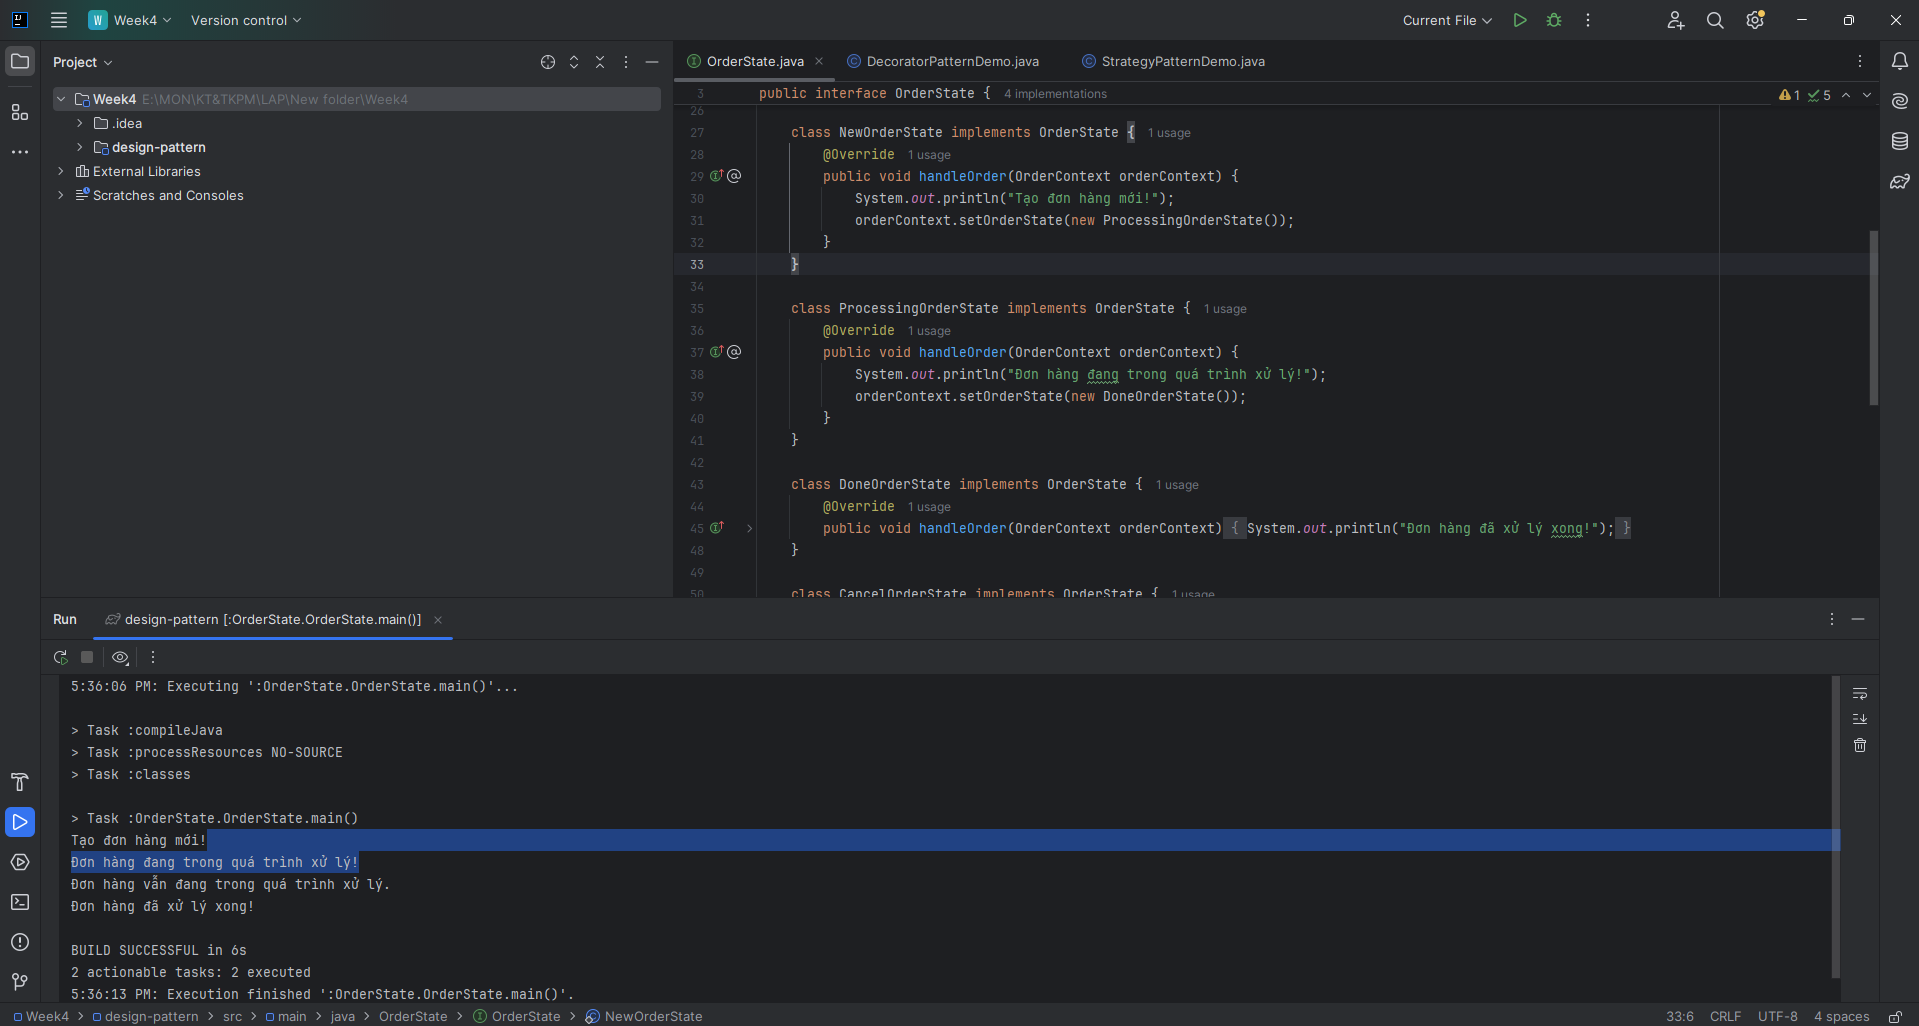 W Week4 Version control Current File
Project
OrderState.java DecoratorPatternDemo.java StrategyPatternDemo.java
Week4 E:\MON\KT&TKPM\LAP\New folder\Week4
.idea
design-pattern
External Libraries
Scratches and Consoles
3 public interface OrderState { 4 implementations
1 5
26
27 class NewOrderState implements OrderState { 1 usage
28 @Override 1 usage
29 public void handleOrder(OrderContext orderContext) {
30 System.out.println("Tạo đơn hàng mới!");
31 orderContext.setOrderState(new ProcessingOrderState());
32 }
33 }
34
35 class ProcessingOrderState implements OrderState { 1 usage
36 @Override 1 usage
37 public void handleOrder(OrderContext orderContext) {
38 System.out.println("Đơn hàng đang trong quá trình xử lý!");
39 orderContext.setOrderState(new DoneOrderState());
40 }
41 }
42
43 class DoneOrderState implements OrderState { 1 usage
44 @Override 1 usage
45 public void handleOrder(OrderContext orderContext) { System.out.println("Đơn hàng đã xử lý xong!"); }
48 }
49
50 class CancelOrderState implements OrderState { 1 usage
Run design-pattern [:OrderState.OrderState.main()]
5:36:06 PM: Executing ':OrderState.OrderState.main()'...
> Task :compileJava
> Task :processResources NO-SOURCE
> Task :classes
> Task :OrderState.OrderState.main()
Tạo đơn hàng mới!
Đơn hàng đang trong quá trình xử lý!
Đơn hàng vẫn đang trong quá trình xử lý.
Đơn hàng đã xử lý xong!
BUILD SUCCESSFUL in 6s
2 actionable tasks: 2 executed
5:36:13 PM: Execution finished ':OrderState.OrderState.main()'.
Week4 > design-pattern > src > main > java > OrderState > OrderState > NewOrderState 33:6 CRLF UTF-8 4 spaces